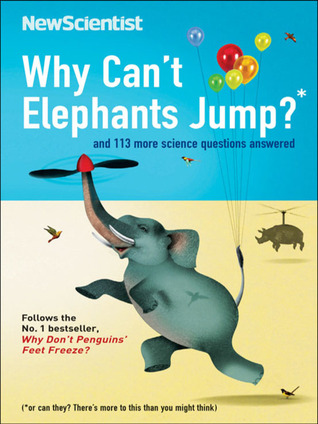 NewScientist
Why Can't
Elephants Jump?*
and 113 more science questions answered
Follows the
No. 1 bestseller,
Why Don't Penguins'
Feet Freeze?
(*or can they? There's more to this than you might think)